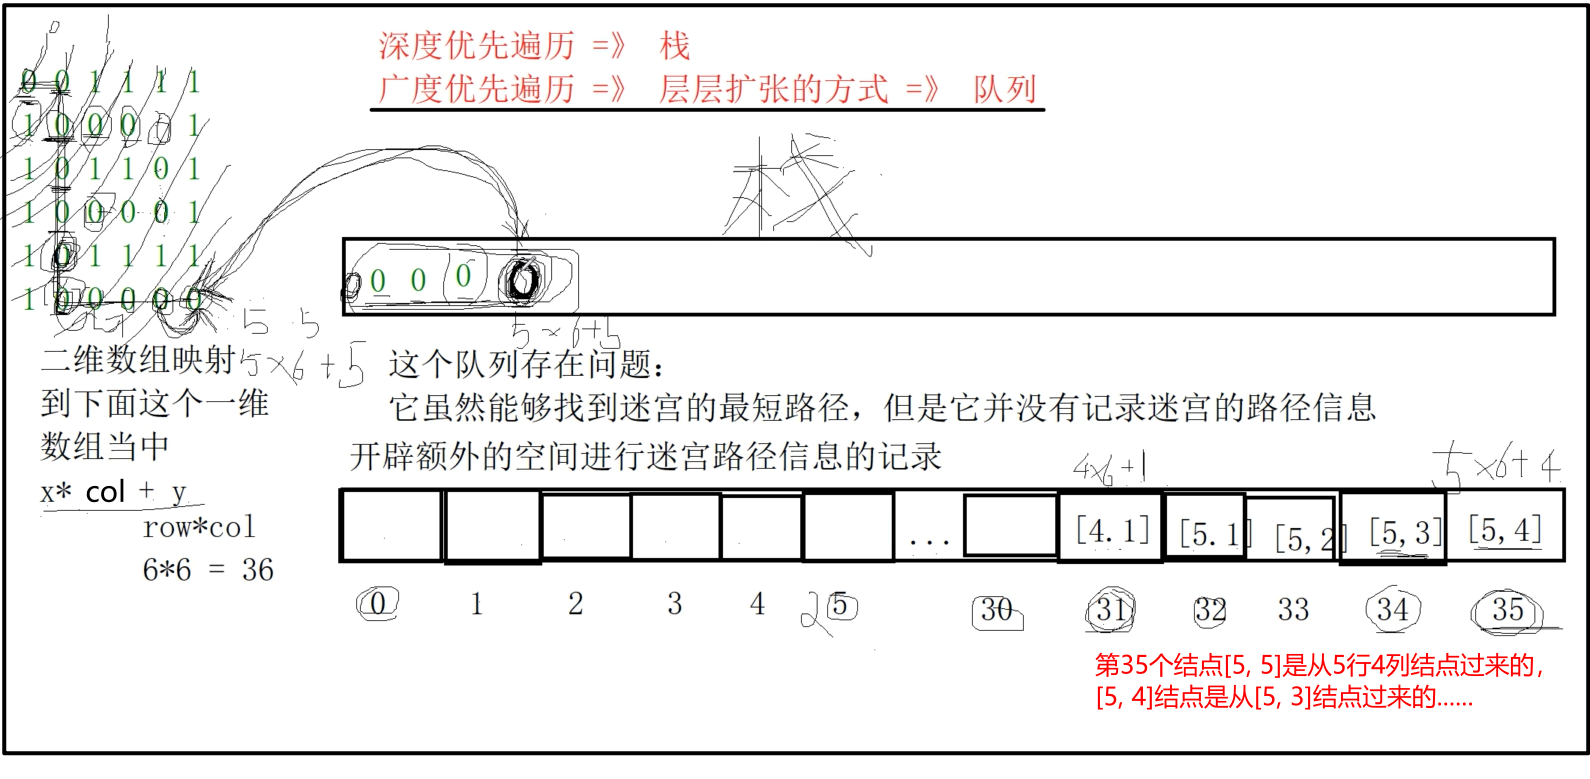 深度优先遍历 =》 栈
广度优先遍历 =》 层层扩张的方式 =》 队列
0 0 1 1 1 1
1 0 0 0 0 1
1 0 1 1 0 1
1 0 0 0 0 1
1 0 1 1 1 1
1 0 0 0 0 0
栈
0 0 0
5 5
5×6+5
5×6+5
二维数组映射
到下面这个一维
数组当中
x* col + y
row*col
6*6 = 36
这个队列存在问题：
它虽然能够找到迷宫的最短路径，但是它并没有记录迷宫的路径信息
开辟额外的空间进行迷宫路径信息的记录
4×6+1
5×6+4
... [4.1] [5.1] [5,2] [5,3] [5,4]
0 1 2 3 4 5 30 31 32 33 34 35
第35个结点[5, 5]是从5行4列结点过来的，
[5, 4]结点是从[5, 3]结点过来的......